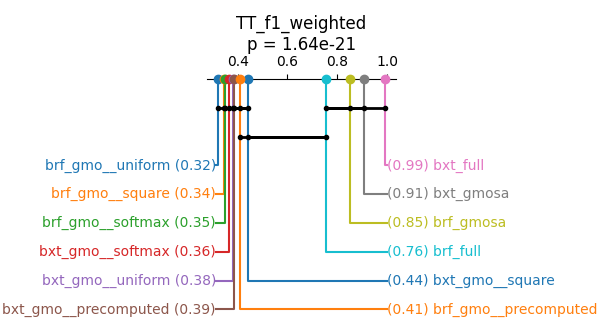 TT_f1_weighted
p = 1.64e-21
0.4 0.6 0.8 1.0
brf_gmo__uniform (0.32)
(0.99) bxt_full
brf_gmo__square (0.34)
(0.91) bxt_gmosa
brf_gmo__softmax (0.35)
(0.85) brf_gmosa
bxt_gmo__softmax (0.36)
(0.76) brf_full
bxt_gmo__uniform (0.38)
(0.44) bxt_gmo__square
bxt_gmo__precomputed (0.39)
(0.41) brf_gmo__precomputed